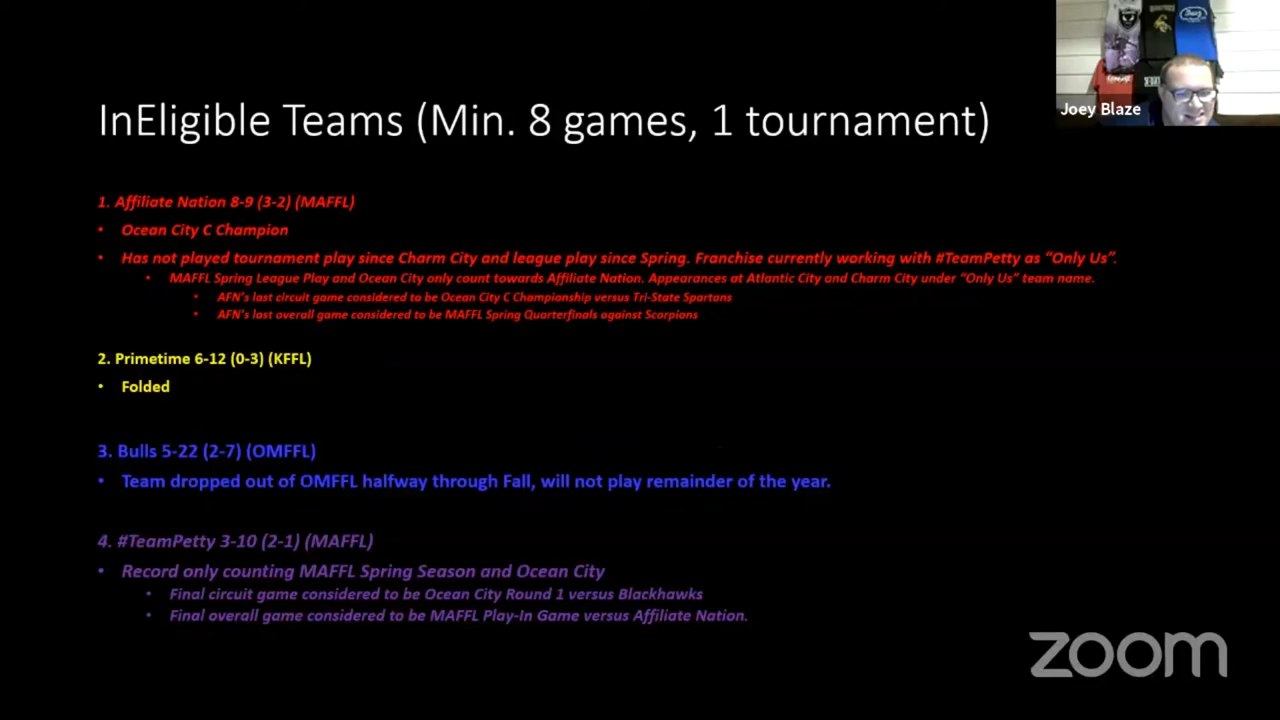 Joey Blaze
InEligible Teams (Min. 8 games, 1 tournament)
1. Affiliate Nation 8-9 (3-2) (MAFFL)
• Ocean City C Champion
• Has not played tournament play since Charm City and league play since Spring. Franchise currently working with #TeamPetty as “Only Us”.
• MAFFL Spring League Play and Ocean City only count towards Affiliate Nation. Appearances at Atlantic City and Charm City under “Only Us” team name.
• AFN’s last circuit game considered to be Ocean City C Championship versus Tri-State Spartans
• AFN’s last overall game considered to be MAFFL Spring Quarterfinals against Scorpions
2. Primetime 6-12 (0-3) (KFFL)
• Folded
3. Bulls 5-22 (2-7) (OMFFL)
• Team dropped out of OMFFL halfway through Fall, will not play remainder of the year.
4. #TeamPetty 3-10 (2-1) (MAFFL)
• Record only counting MAFFL Spring Season and Ocean City
• Final circuit game considered to be Ocean City Round 1 versus Blackhawks
• Final overall game considered to be MAFFL Play-In Game versus Affiliate Nation.
zoom